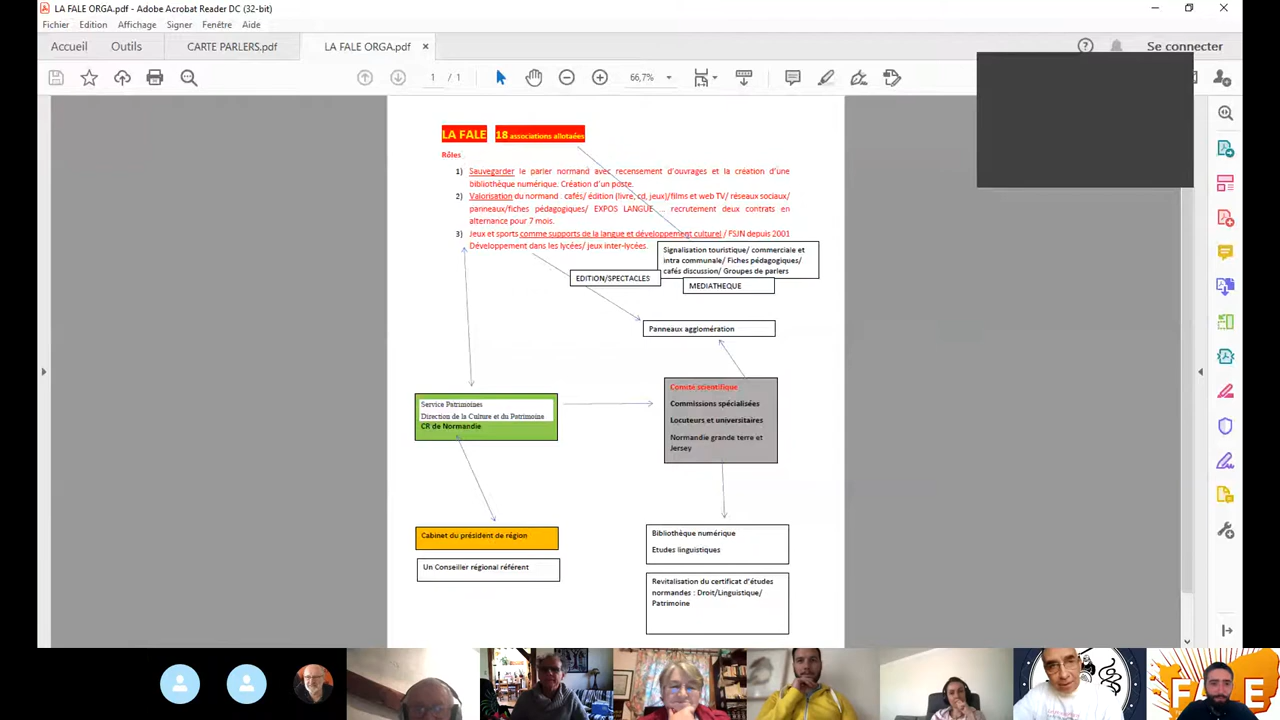 LA FALE ORGA.pdf - Adobe Acrobat Reader DC (32-bit)
Fichier Edition Affichage Signer Fenêtre Aide
Accueil Outils CARTE PARLERS.pdf LA FALE ORGA.pdf × Se connecter
1 / 1 66,7%
LA FALE 18 associations allotaées
Rôles
1) Sauvegarder le parler normand avec recensement d'ouvrages et la création d'une
bibliothèque numérique. Création d'un poste.
2) Valorisation du normand cafés/ édition (livre, cd, jeux)/films et web TV/ réseaux sociaux/
panneaux/fiches pédagogiques/ EXPOS LANGUE .. recrutement deux contrats en
alternance pour 7 mois.
3) Jeux et sports comme supports de la langue et développement culturel / FSJN depuis 2001
Développement dans les lycées/ jeux inter-lycées.
Signalisation touristique/ commerciale et
intra communale/ Fiches pédagogiques/
cafés discussion/ Groupes de parlers
EDITION/SPECTACLES
MEDIATHEQUE
Panneaux agglomération
Service Patrimoines
Direction de la Culture et du Patrimoine
CR de Normandie
Comité scientifique
Commissions spécialisées
Locuteurs et universitaires
Normandie grande terre et
Jersey
Cabinet du président de région
Un Conseiller régional référent
Bibliothèque numérique
Etudes linguistiques
Revitalisation du certificat d'études
normandes : Droit/Linguistique/
Patrimoine
FALE